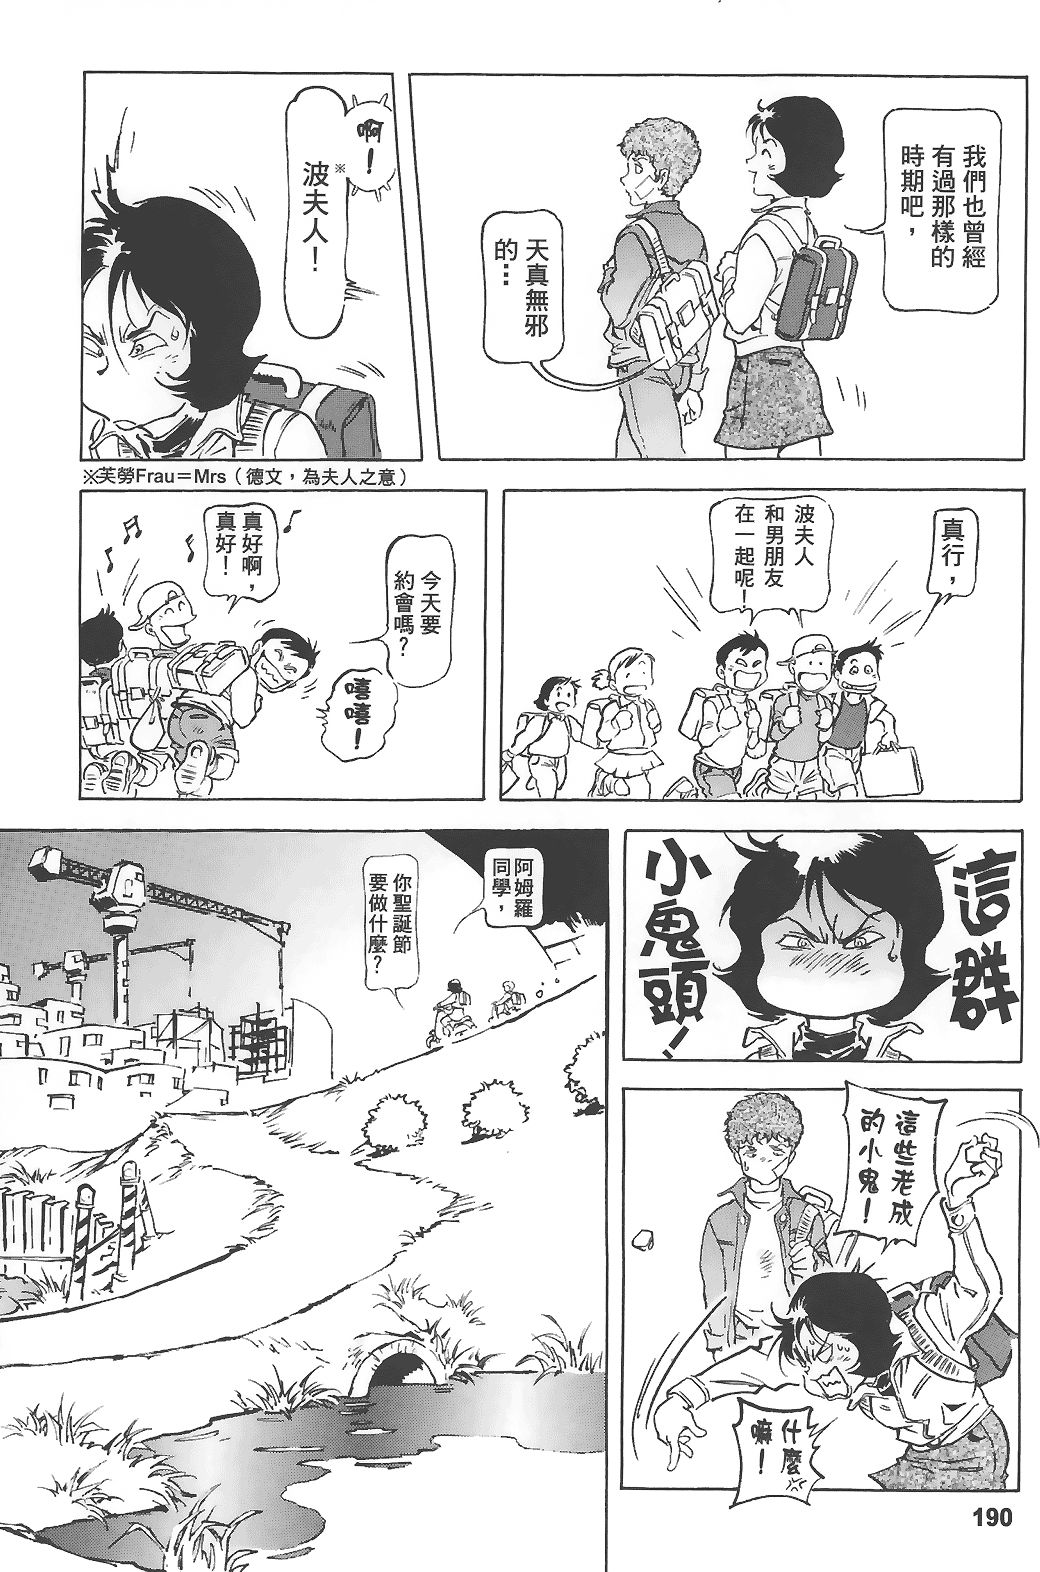 我們也曾經
有過那樣的
時期吧，
天真無邪
的…
啊！
※
波夫人！
※芙勞Frau＝Mrs（德文，為夫人之意）
真行，
波夫人
和男朋友
在一起呢！
今天要
約會嗎？
嘻嘻！
真好啊，
真好！
這群
小鬼頭！
這些老成
的小鬼！
什麼
嘛！
阿姆羅
同學，
你聖誕節
要做什麼？
190